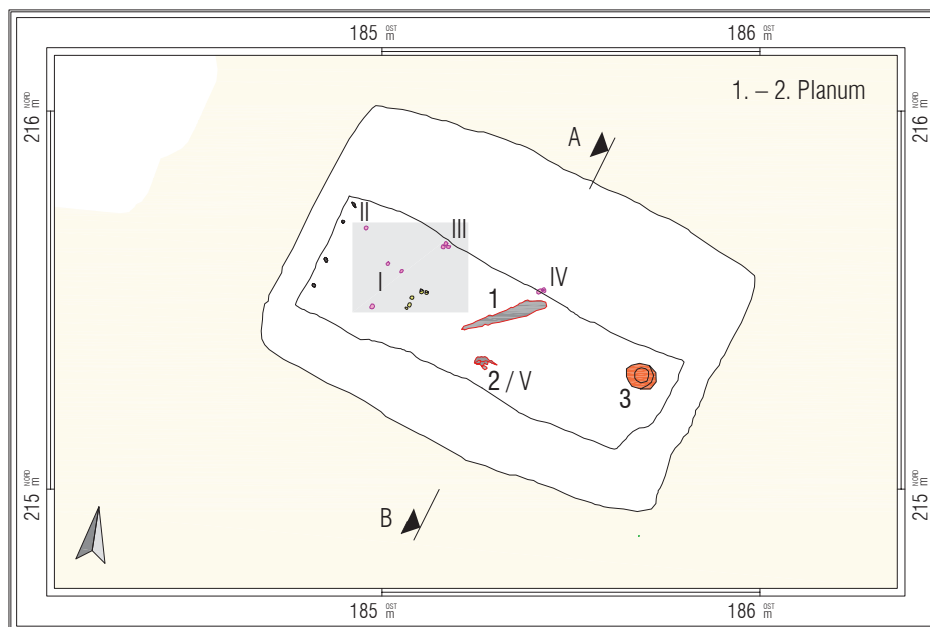 185 OST m
186 OST m
216 NORD m
216 NORD m
1. – 2. Planum
A
II
III
I
IV
1
2 / V
3
B
215 NORD m
215 NORD m
185 OST m
186 OST m